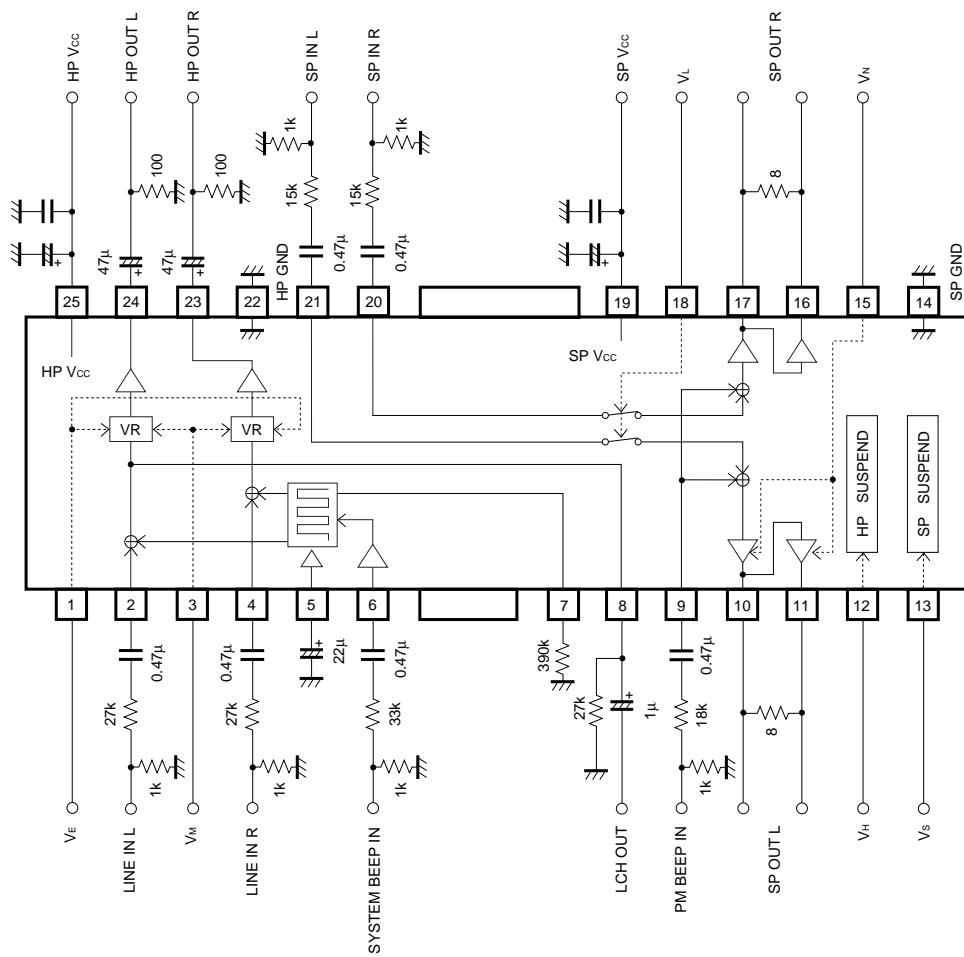 HP VCC
HP OUT L
HP OUT R
SP IN L
SP IN R
SP VCC
VL
SP OUT R
VN
1k
1k
100
100
15k
15k
8
+
47µ
+
47µ
+
HP GND
0.47µ
0.47µ
+
SP GND
25
24
23
22
21
20
19
18
17
16
15
14
HP VCC
SP VCC
VR
VR
HP SUSPEND
SP SUSPEND
1
2
3
4
5
6
7
8
9
10
11
12
13
0.47µ
0.47µ
+
22µ
0.47µ
390k
27k
+
1µ
0.47µ
27k
27k
33k
18k
8
1k
1k
1k
1k
VE
LINE IN L
VM
LINE IN R
SYSTEM BEEP IN
LCH OUT
PM BEEP IN
SP OUT L
VH
VS